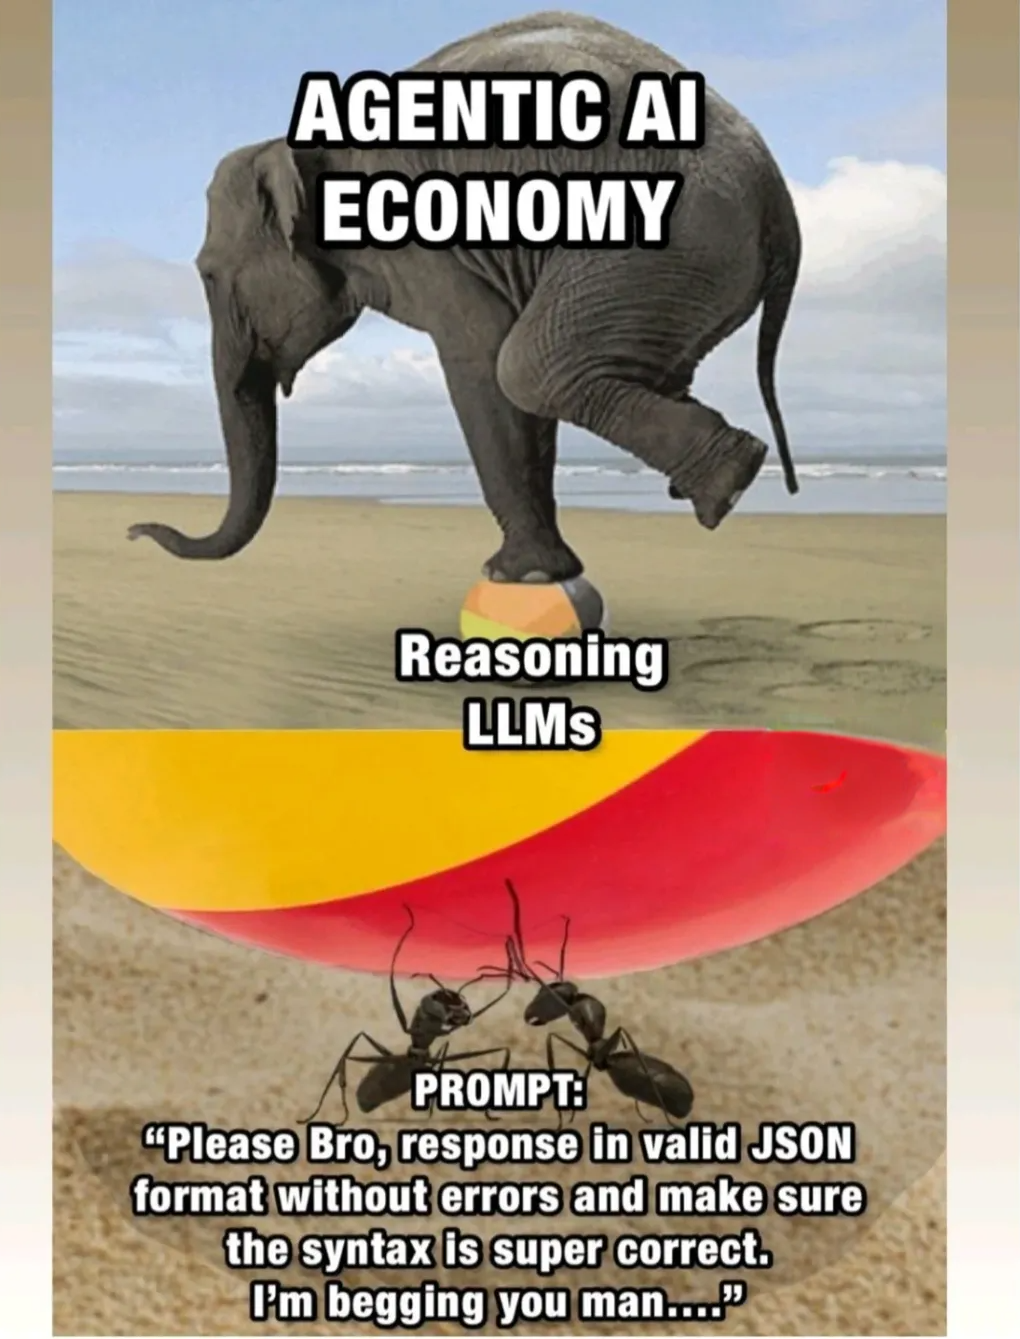 AGENTIC AI
ECONOMY
Reasoning
LLMs
PROMPT:
“Please Bro, response in valid JSON
format without errors and make sure
the syntax is super correct.
I’m begging you man....”